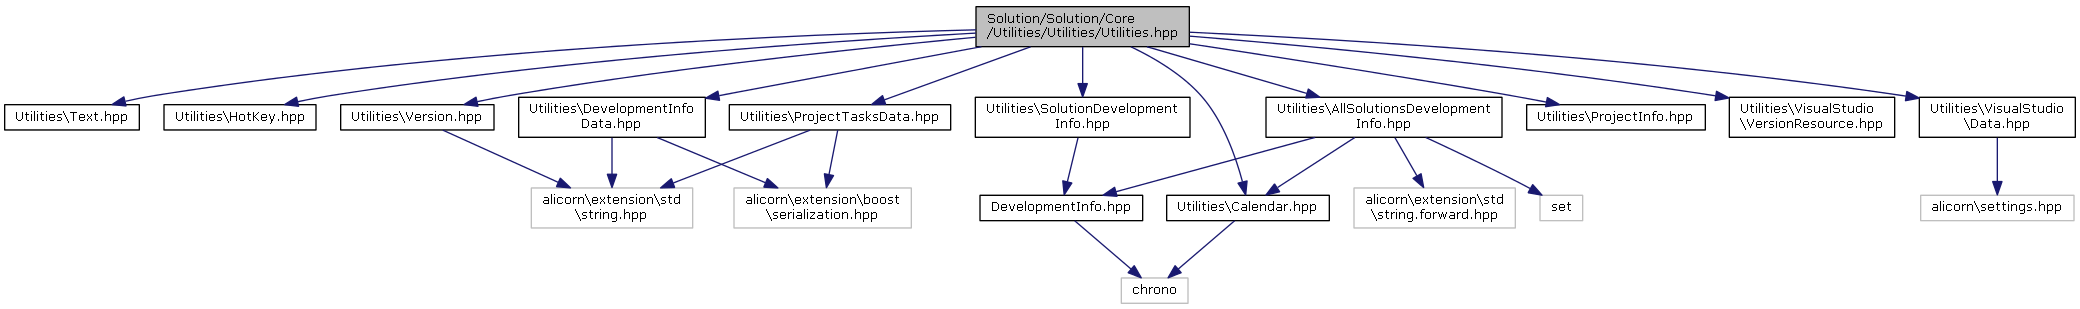 Solution/Solution/Core
/Utilities/Utilities/Utilities.hpp
Utilities\Text.hpp
Utilities\HotKey.hpp
Utilities\Version.hpp
Utilities\DevelopmentInfo
Data.hpp
Utilities\ProjectTasksData.hpp
Utilities\SolutionDevelopment
Info.hpp
Utilities\AllSolutionsDevelopment
Info.hpp
Utilities\ProjectInfo.hpp
Utilities\VisualStudio
\VersionResource.hpp
Utilities\VisualStudio
\Data.hpp
alicorn\extension\std
\string.hpp
alicorn\extension\boost
\serialization.hpp
DevelopmentInfo.hpp
Utilities\Calendar.hpp
alicorn\extension\std
\string.forward.hpp
set
alicorn\settings.hpp
chrono